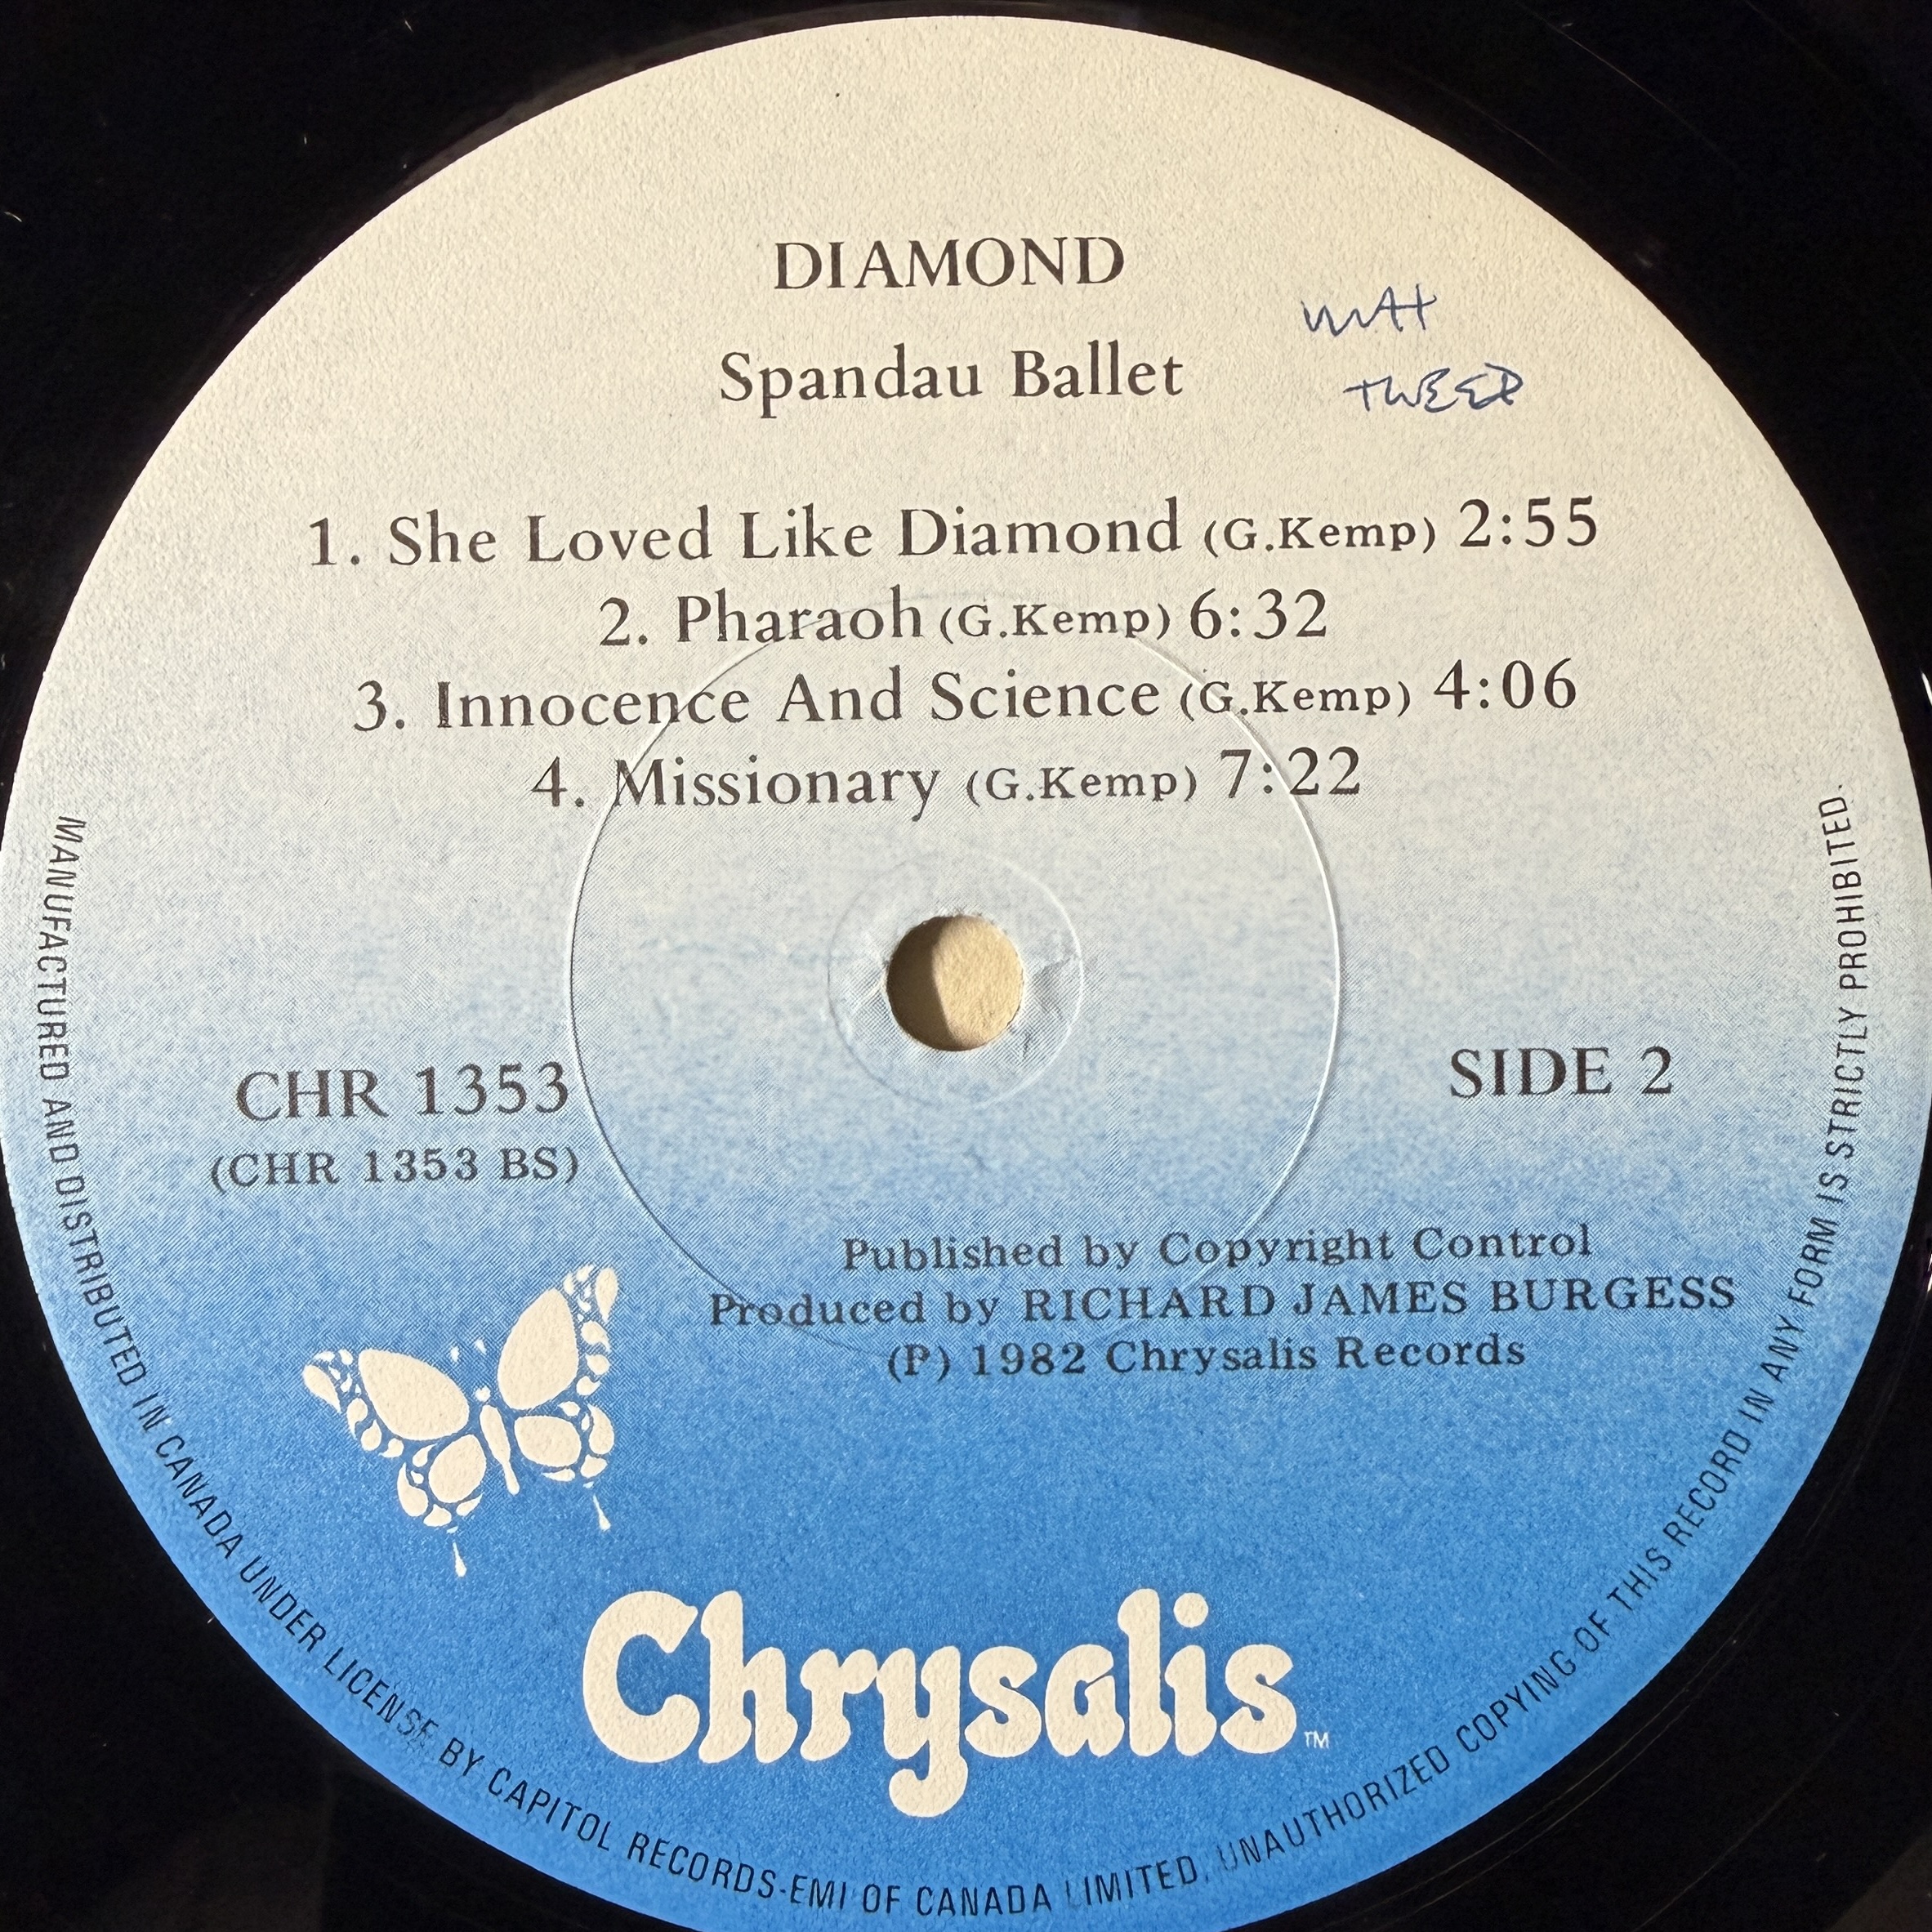 DIAMOND
Spandau Ballet
TWEED
1. She Loved Like Diamond (G.Kemp) 2:55
2. Pharaoh (G.Kemp) 6:32
3. Innocence And Science (G.Kemp) 4:06
4. Missionary (G.Kemp) 7:22
CHR 1353
(CHR 1353 BS)
SIDE 2
Published by Copyright Control
Produced by RICHARD JAMES BURGESS
(P) 1982 Chrysalis Records
Chrysalis TM
MANUFACTURED AND DISTRIBUTED IN CANADA UNDER LICENSE BY CAPITOL RECORDS-EMI OF CANADA LIMITED. UNAUTHORIZED COPYING OF THIS RECORD IN ANY FORM IS STRICTLY PROHIBITED.